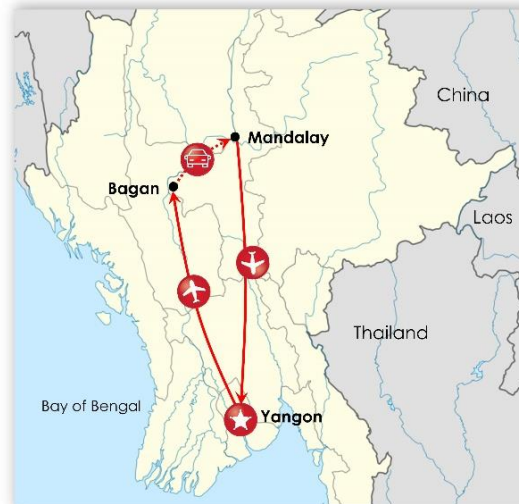 China
Mandalay
Bagan
Laos
Thailand
Bay of Bengal
Yangon